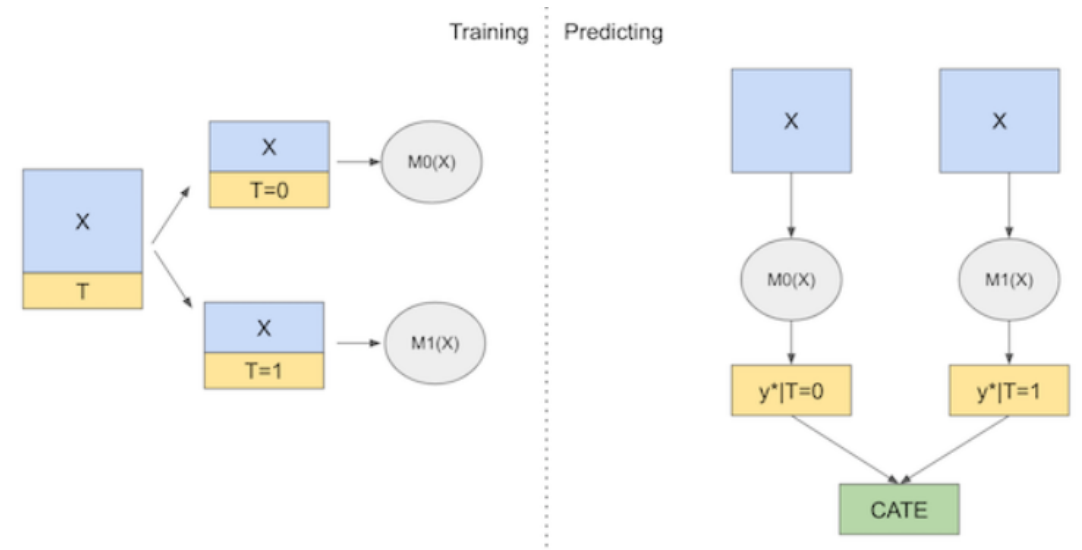 Training
Predicting
X
T
X
T=0
M0(X)
X
T=1
M1(X)
X
X
M0(X)
M1(X)
y*|T=0
y*|T=1
CATE